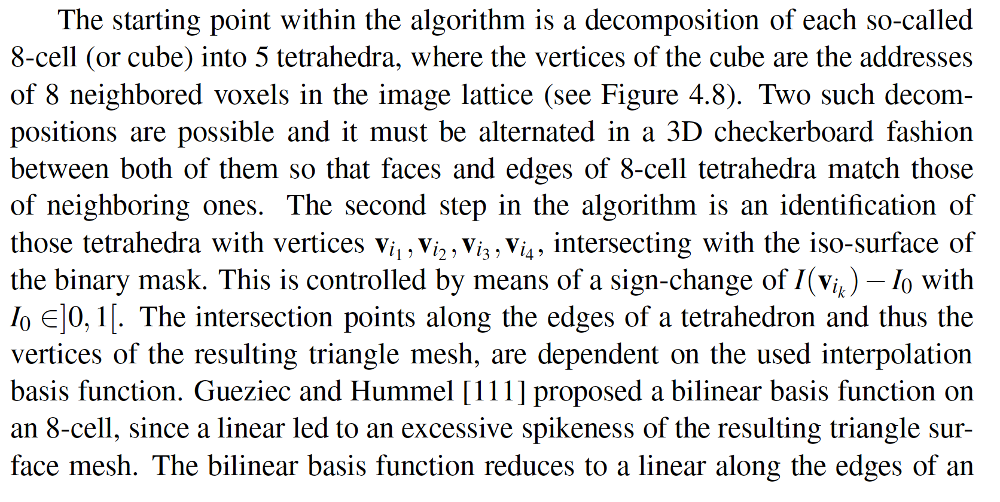 The starting point within the algorithm is a decomposition of each so-called
8-cell (or cube) into 5 tetrahedra, where the vertices of the cube are the addresses
of 8 neighbored voxels in the image lattice (see Figure 4.8). Two such decom-
positions are possible and it must be alternated in a 3D checkerboard fashion
between both of them so that faces and edges of 8-cell tetrahedra match those
of neighboring ones. The second step in the algorithm is an identification of
those tetrahedra with vertices $\mathbf{v}_{i_1}, \mathbf{v}_{i_2}, \mathbf{v}_{i_3}, \mathbf{v}_{i_4}$, intersecting with the iso-surface of
the binary mask. This is controlled by means of a sign-change of $I(\mathbf{v}_{i_k}) - I_0$ with
$I_0 \in ]0, 1[$. The intersection points along the edges of a tetrahedron and thus the
vertices of the resulting triangle mesh, are dependent on the used interpolation
basis function. Gueziec and Hummel [111] proposed a bilinear basis function on
an 8-cell, since a linear led to an excessive spikeness of the resulting triangle sur-
face mesh. The bilinear basis function reduces to a linear along the edges of an